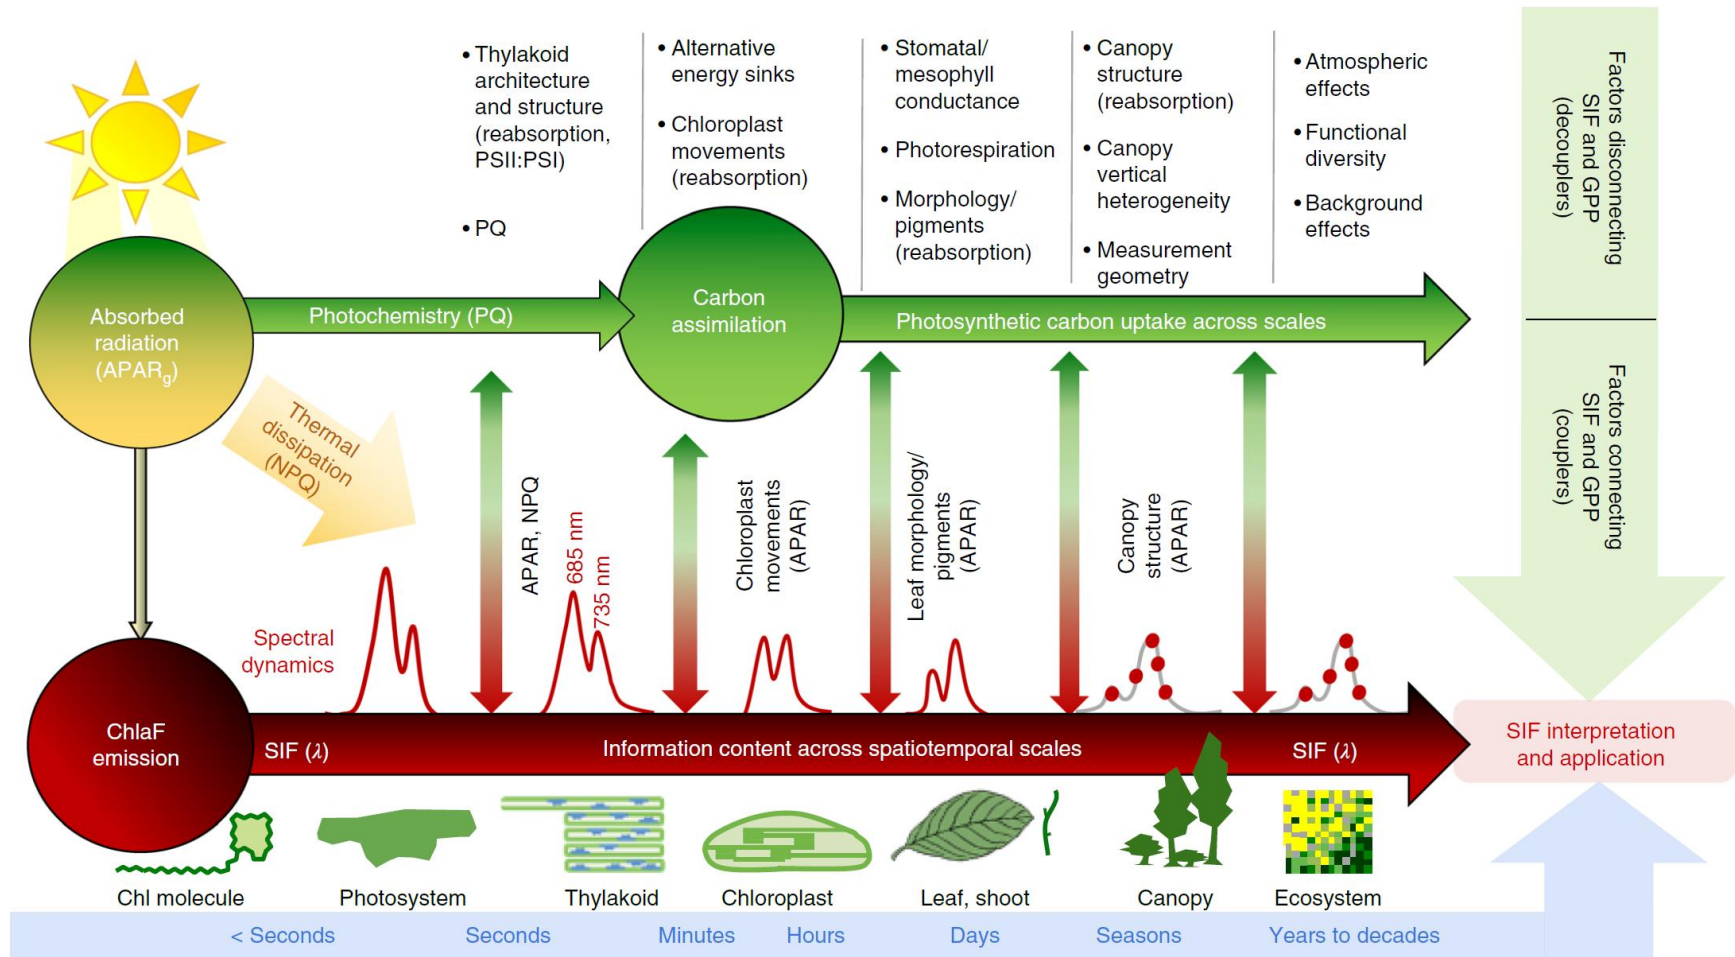 • Thylakoid
architecture
and structure
(reabsorption,
PSII:PSI)
• PQ
• Alternative
energy sinks
• Chloroplast
movements
(reabsorption)
• Stomatal/
mesophyll
conductance
• Photorespiration
• Morphology/
pigments
(reabsorption)
• Canopy
structure
(reabsorption)
• Canopy
vertical
heterogeneity
• Measurement
geometry
• Atmospheric
effects
• Functional
diversity
• Background
effects
Factors disconnecting
SIF and GPP
(decouplers)
Absorbed
radiation
(APARg)
Photochemistry (PQ)
Carbon
assimilation
Photosynthetic carbon uptake across scales
Thermal
dissipation
(NPQ)
APAR, NPQ
685 nm
735 nm
Chloroplast
movements
(APAR)
Leaf morphology/
pigments
(APAR)
Canopy
structure
(APAR)
Factors connecting
SIF and GPP
(couplers)
Spectral
dynamics
ChlaF
emission
SIF (λ)
Information content across spatiotemporal scales
SIF (λ)
SIF interpretation
and application
Chl molecule
Photosystem
Thylakoid
Chloroplast
Leaf, shoot
Canopy
Ecosystem
< Seconds
Seconds
Minutes
Hours
Days
Seasons
Years to decades